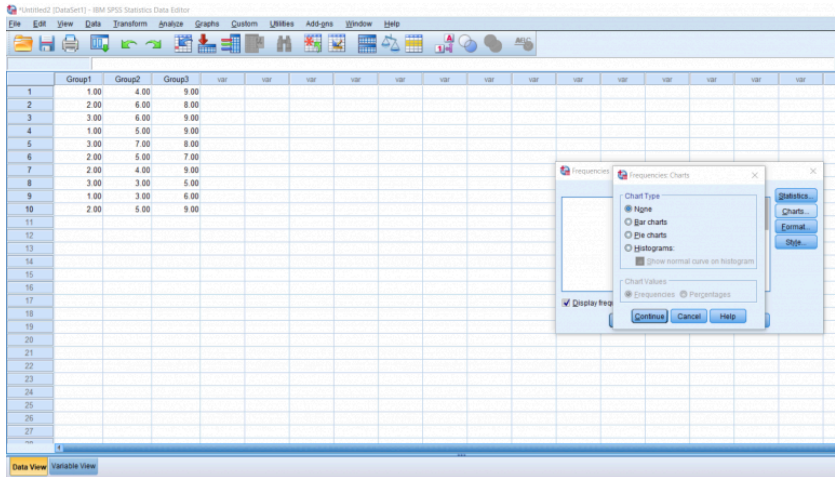 *Untitled2 [DataSet1] - IBM SPSS Statistics Data Editor
File Edit View Data Transform Analyze Graphs Custom Utilities Add-ons Window Help
Group1 Group2 Group3 var var var var var var var var var var var
1 1.00 4.00 9.00
2 2.00 6.00 8.00
3 3.00 6.00 9.00
4 1.00 5.00 9.00
5 3.00 7.00 8.00
6 2.00 5.00 7.00
7 2.00 4.00 9.00
8 3.00 3.00 5.00
9 1.00 3.00 6.00
10 2.00 5.00 9.00
11
12
13
14
15
16
17
18
19
20
21
22
23
24
25
26
27
Frequencies
Statistics...
Charts...
Format...
Style...
Display freq
Frequencies: Charts
Chart Type
None
Bar charts
Pie charts
Histograms:
Show normal curve on histogram
Chart Values
Frequencies Percentages
Continue Cancel Help
Data View Variable View